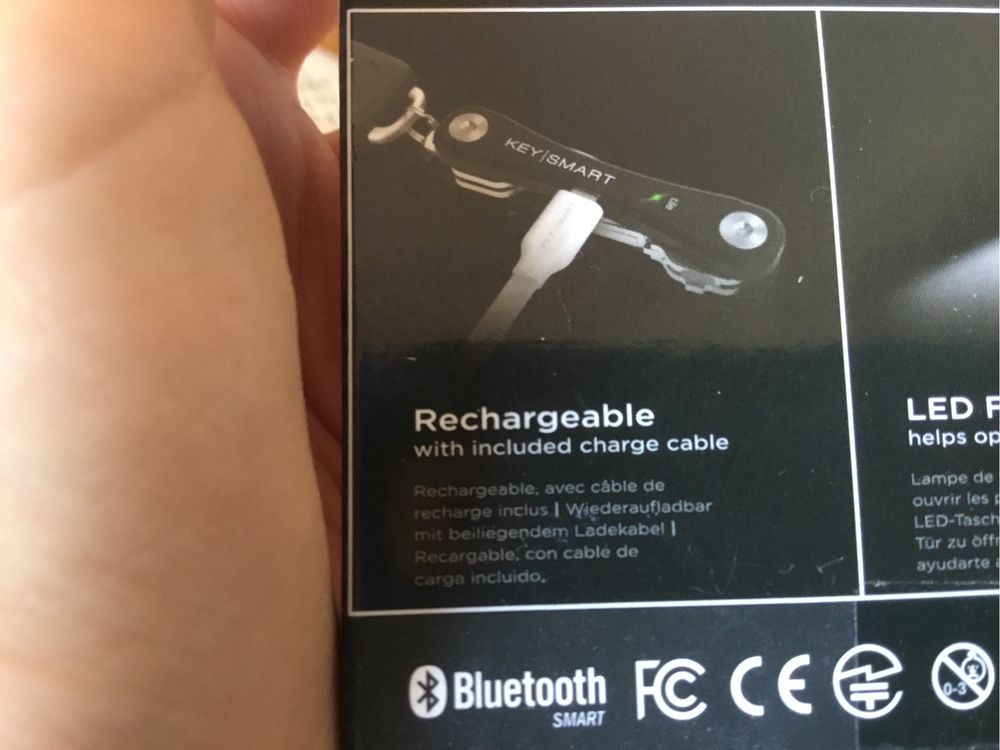 KEY|SMART
Rechargeable
with included charge cable
Rechargeable, avec câble de
recharge inclus | Wiederaufladbar
mit beiliegendem Ladekabel |
Recargable, con cable de
carga incluido.
LED F
helps op
Lampe de
ouvrir les
LED-Tasch
Tür zu öff
ayudarte
Bluetooth
SMART
FC CE
0-3